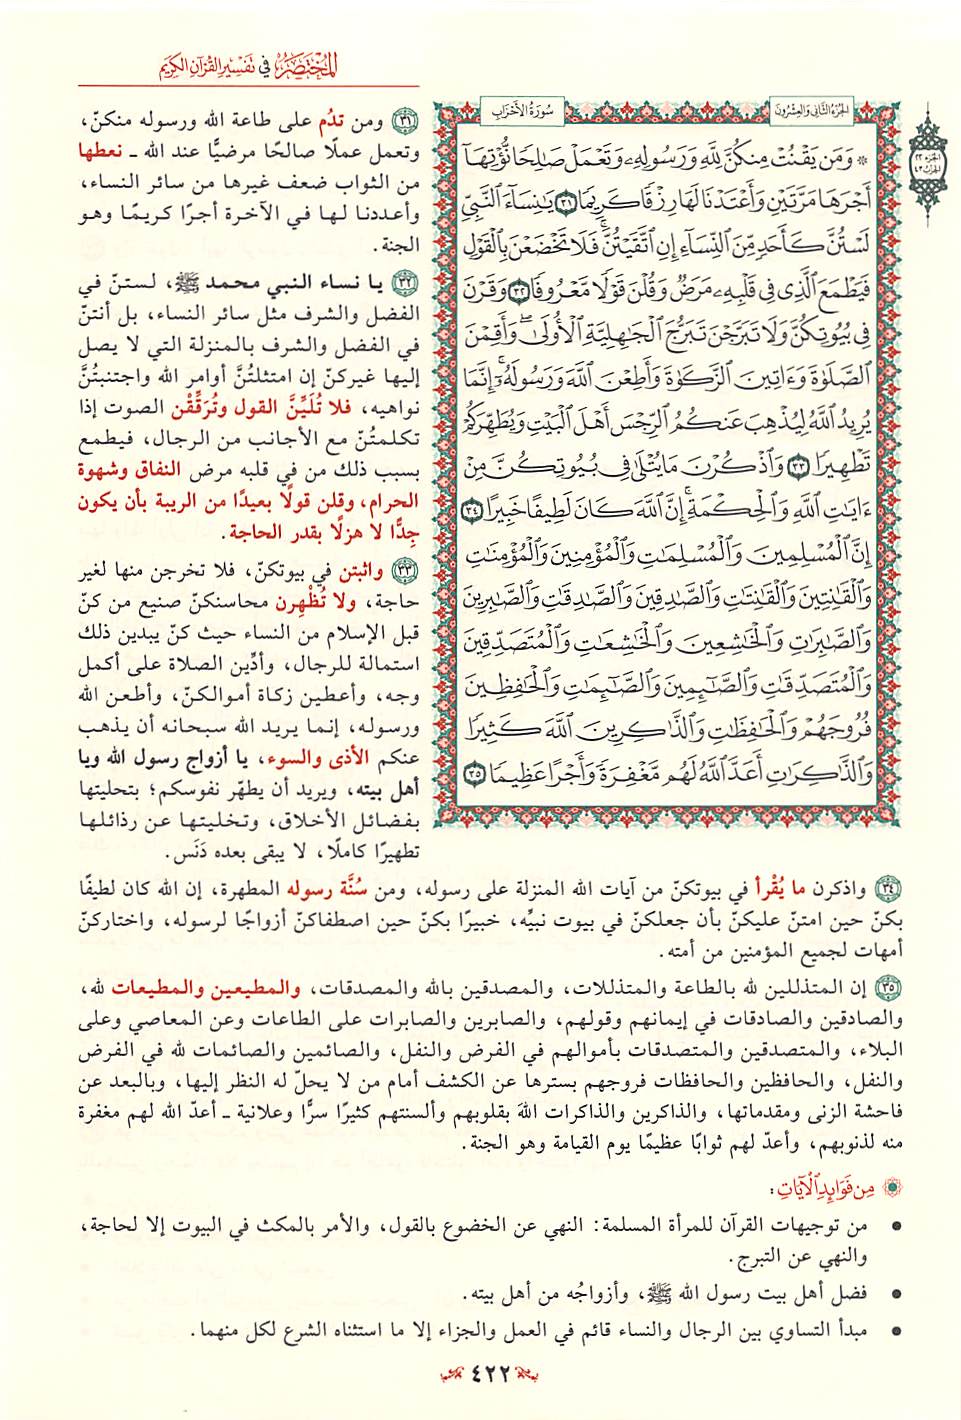 المختصر في تفسير القرآن الكريم
الجزء الثاني والعشرون
سورة الأحزاب
الجزء ٢٢
الحزب ٤٣
۞ وَمَن يَقْنُتْ مِنكُنَّ لِلَّهِ وَرَسُولِهِۦ وَتَعْمَلْ صَٰلِحًا نُّؤْتِهَآ
أَجْرَهَا مَرَّتَيْنِ وَأَعْتَدْنَا لَهَا رِزْقًا كَرِيمًا ٣١ يَٰنِسَآءَ ٱلنَّبِيِّ
لَسْتُنَّ كَأَحَدٍ مِّنَ ٱلنِّسَآءِ إِنِ ٱتَّقَيْتُنَّۚ فَلَا تَخْضَعْنَ بِٱلْقَوْلِ
فَيَطْمَعَ ٱلَّذِى فِى قَلْبِهِۦ مَرَضٌ وَقُلْنَ قَوْلًا مَّعْرُوفًا ٣٢ وَقَرْنَ
فِى بُيُوتِكُنَّ وَلَا تَبَرَّجْنَ تَبَرُّجَ ٱلْجَٰهِلِيَّةِ ٱلْأُولَىٰۖ وَأَقِمْنَ
ٱلصَّلَوٰةَ وَءَاتِينَ ٱلزَّكَوٰةَ وَأَطِعْنَ ٱللَّهَ وَرَسُولَهُۥٓۚ إِنَّمَا
يُرِيدُ ٱللَّهُ لِيُذْهِبَ عَنكُمُ ٱلرِّجْسَ أَهْلَ ٱلْبَيْتِ وَيُطَهِّرَكُمْ
تَطْهِيرًا ٣٣ وَٱذْكُرْنَ مَا يُتْلَىٰ فِى بُيُوتِكُنَّ مِنْ
ءَايَٰتِ ٱللَّهِ وَٱلْحِكْمَةِۚ إِنَّ ٱللَّهَ كَانَ لَطِيفًا خَبِيرًا ٣٤
إِنَّ ٱلْمُسْلِمِينَ وَٱلْمُسْلِمَٰتِ وَٱلْمُؤْمِنِينَ وَٱلْمُؤْمِنَٰتِ
وَٱلْقَٰنِتِينَ وَٱلْقَٰنِتَٰتِ وَٱلصَّٰدِقِينَ وَٱلصَّٰدِقَٰتِ وَٱلصَّٰبِرِينَ
وَٱلصَّٰبِرَٰتِ وَٱلْخَٰشِعِينَ وَٱلْخَٰشِعَٰتِ وَٱلْمُتَصَدِّقِينَ
وَٱلْمُتَصَدِّقَٰتِ وَٱلصَّٰٓئِمِينَ وَٱلصَّٰٓئِمَٰتِ وَٱلْحَٰفِظِينَ
فُرُوجَهُمْ وَٱلْحَٰفِظَٰتِ وَٱلذَّٰكِرِينَ ٱللَّهَ كَثِيرًا
وَٱلذَّٰكِرَٰتِ أَعَدَّ ٱللَّهُ لَهُم مَّغْفِرَةً وَأَجْرًا عَظِيمًا ٣٥
٣١ ومن تدُم على طاعة الله ورسوله منكنّ،
وتعمل عملًا صالحًا مرضيًّا عند الله ـ نعطها
من الثواب ضعف غيرها من سائر النساء،
وأعددنا لها في الآخرة أجرًا كريمًا وهو
الجنة.
٣٢ يا نساء النبي محمد ﷺ، لستنّ في
الفضل والشرف مثل سائر النساء، بل أنتنّ
في الفضل والشرف بالمنزلة التي لا يصل
إليها غيركنّ إن امتثلتُنَّ أوامر الله واجتنبتُنَّ
نواهيه، فلا تُليِّنَّ القول وتُرَقِّقْن الصوت إذا
تكلمتُنّ مع الأجانب من الرجال، فيطمع
بسبب ذلك من في قلبه مرض النفاق وشهوة
الحرام، وقلن قولًا بعيدًا من الريبة بأن يكون
جِدًّا لا هزلًا بقدر الحاجة.
٣٣ واثبتن في بيوتكنّ، فلا تخرجن منها لغير
حاجة، ولا تُظْهِرن محاسنكنّ صنيع من كنّ
قبل الإسلام من النساء حيث كنّ يبدين ذلك
استمالة للرجال، وأدِّين الصلاة على أكمل
وجه، وأعطين زكاة أموالكنّ، وأطعن الله
ورسوله، إنما يريد الله سبحانه أن يذهب
عنكم الأذى والسوء، يا أزواج رسول الله ويا
أهل بيته، ويريد أن يطهّر نفوسكم؛ بتحليتها
بفضائل الأخلاق، وتخليتها عن رذائلها
تطهيرًا كاملًا، لا يبقى بعده دَنَس.
٣٤ واذكرن ما يُقْرأ في بيوتكنّ من آيات الله المنزلة على رسوله، ومن سُنَّة رسوله المطهرة، إن الله كان لطيفًا
بكنّ حين امتنّ عليكنّ بأن جعلكنّ في بيوت نبيِّه، خبيرًا بكنّ حين اصطفاكنّ أزواجًا لرسوله، واختاركنّ
أمهات لجميع المؤمنين من أمته.
٣٥ إن المتذللين لله بالطاعة والمتذللات، والمصدقين بالله والمصدقات، والمطيعين والمطيعات لله،
والصادقين والصادقات في إيمانهم وقولهم، والصابرين والصابرات على الطاعات وعن المعاصي وعلى
البلاء، والمتصدقين والمتصدقات بأموالهم في الفرض والنفل، والصائمين والصائمات لله في الفرض
والنفل، والحافظين والحافظات فروجهم بسترها عن الكشف أمام من لا يحلّ له النظر إليها، وبالبعد عن
فاحشة الزنى ومقدماتها، والذاكرين والذاكرات اللهَ بقلوبهم وألسنتهم كثيرًا سرًّا وعلانية ـ أعدّ الله لهم مغفرة
منه لذنوبهم، وأعدّ لهم ثوابًا عظيمًا يوم القيامة وهو الجنة.
من فوائد الآيات:
• من توجيهات القرآن للمرأة المسلمة: النهي عن الخضوع بالقول، والأمر بالمكث في البيوت إلا لحاجة،
والنهي عن التبرج.
• فضل أهل بيت رسول الله ﷺ، وأزواجُه من أهل بيته.
• مبدأ التساوي بين الرجال والنساء قائم في العمل والجزاء إلا ما استثناه الشرع لكل منهما.
٤٢٢